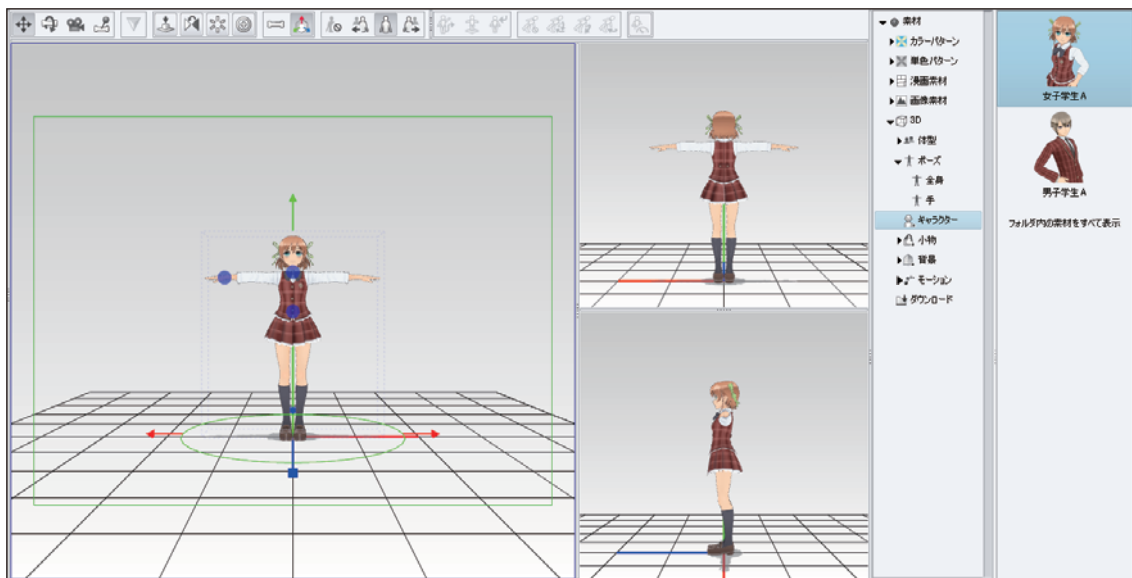 素材
カラーパターン
単色パターン
漫画素材
画像素材
3D
体型
ポーズ
全身
手
キャラクター
小物
背景
モーション
ダウンロード
女子学生A
男子学生A
フォルダ内の素材をすべて表示